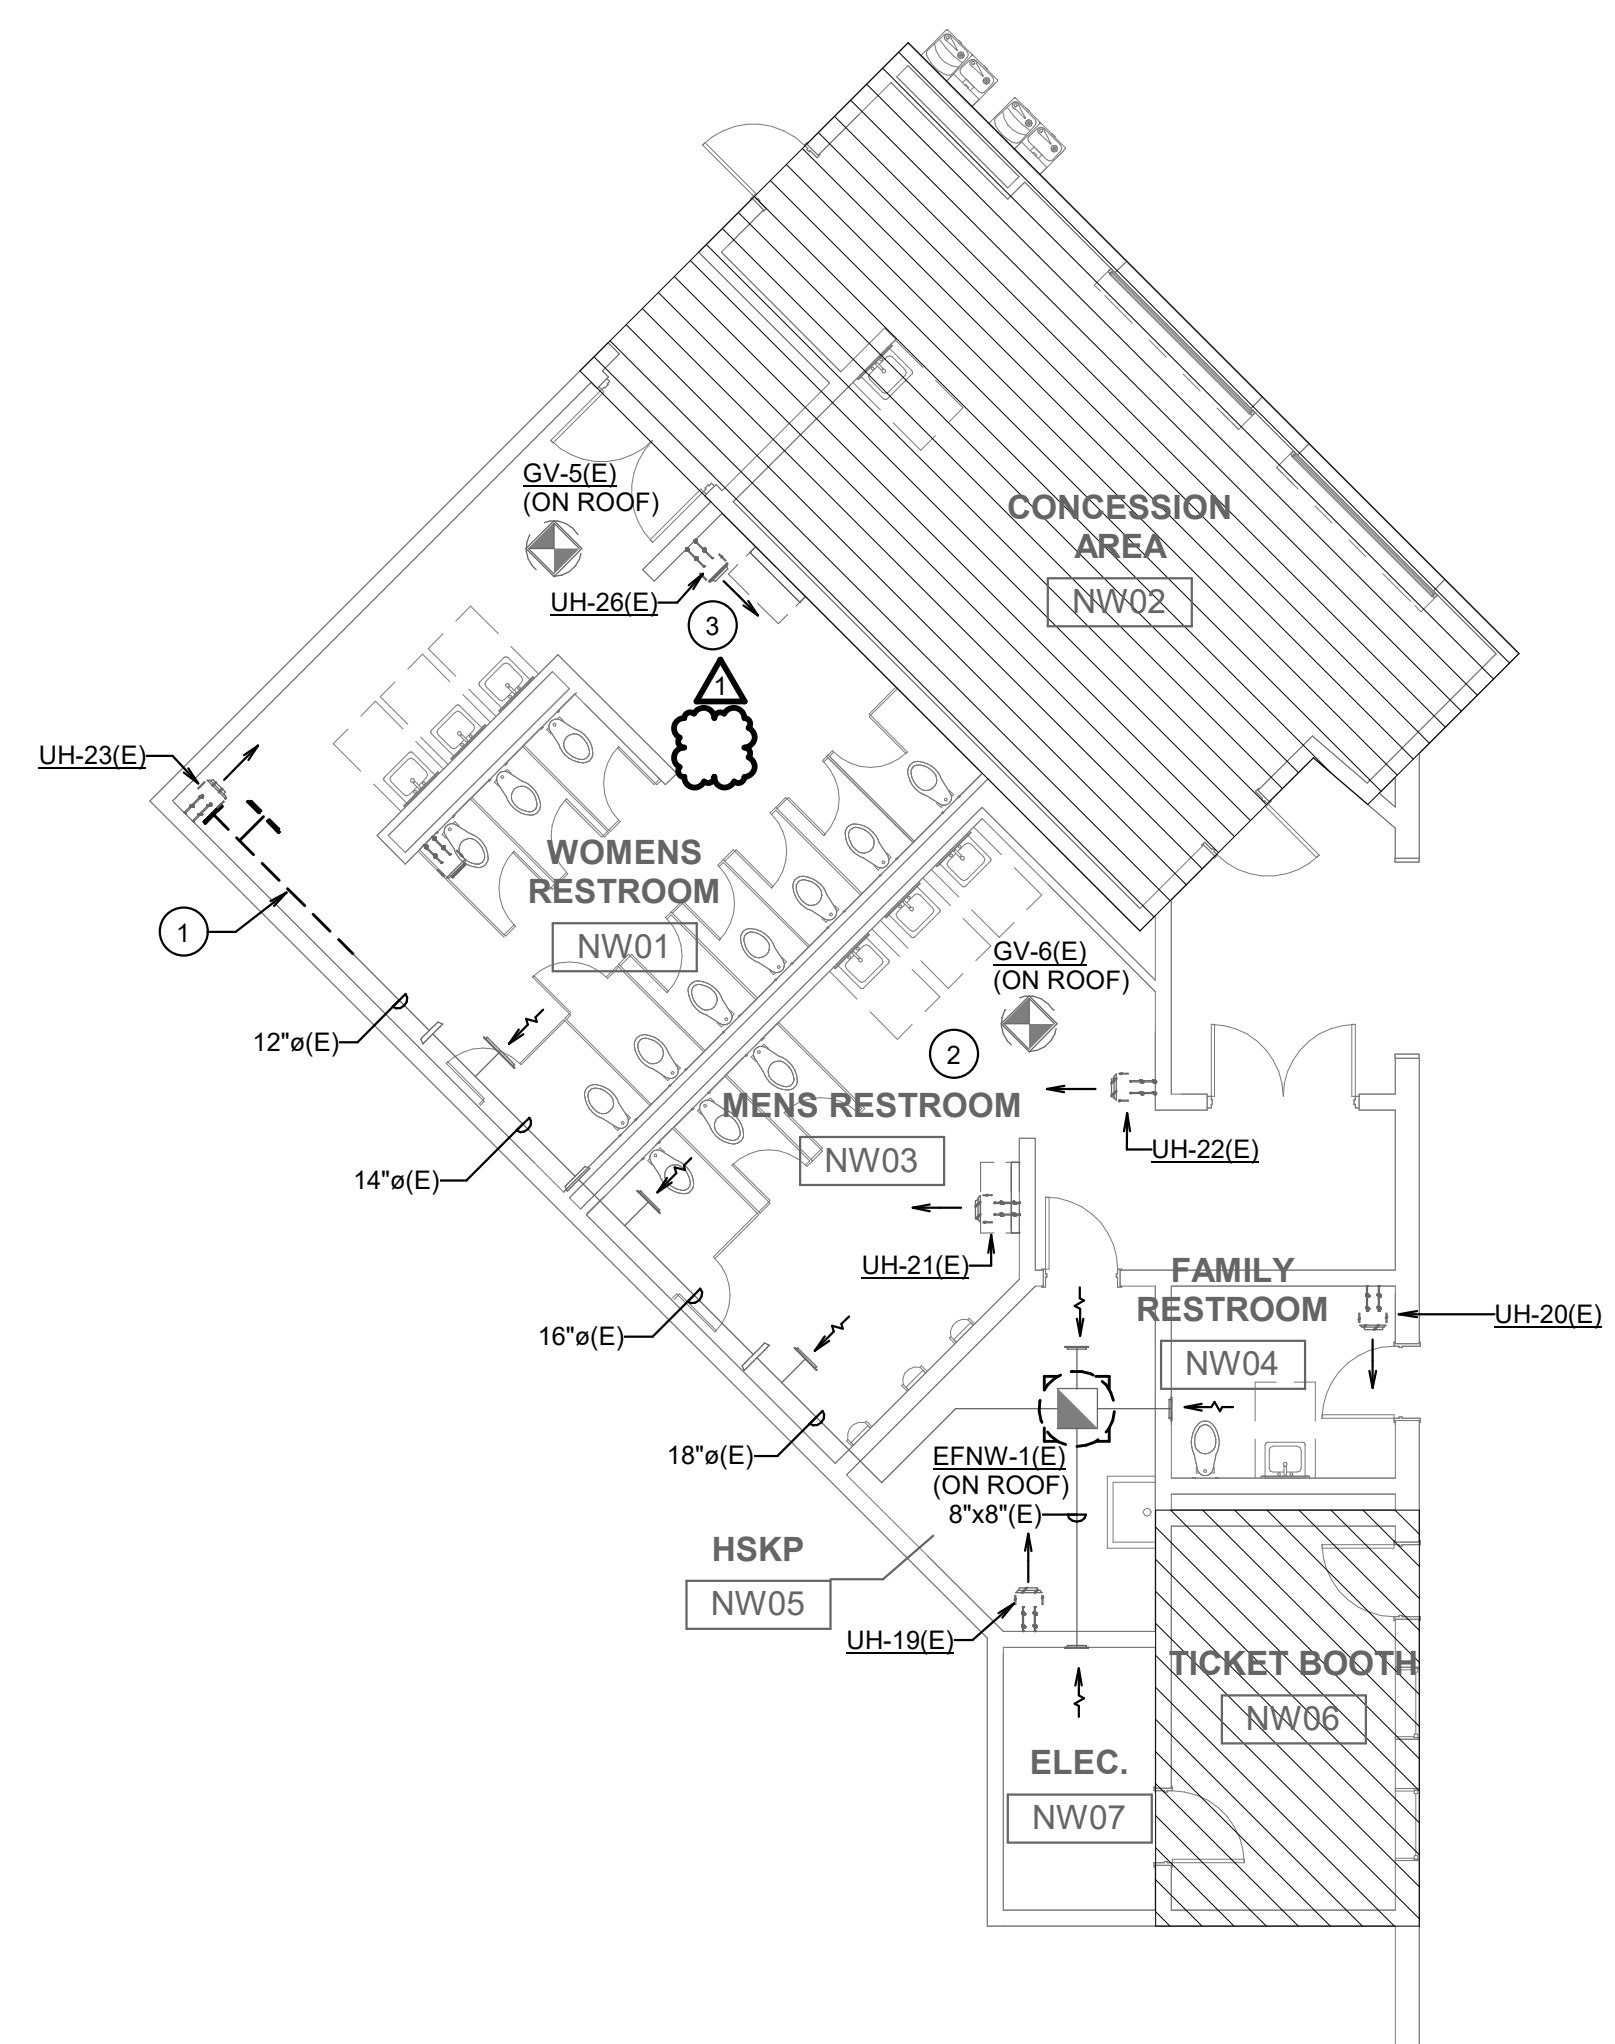 GV-5(E)
(ON ROOF)
CONCESSION
AREA
NW02
UH-26(E)
3
1
UH-23(E)
WOMENS
RESTROOM
NW01
1
GV-6(E)
(ON ROOF)
12"ø(E)
2
MENS RESTROOM
NW03
UH-22(E)
14"ø(E)
UH-21(E)
FAMILY
RESTROOM
NW04
UH-20(E)
16"ø(E)
18"ø(E)
EFNW-1(E)
(ON ROOF)
8"x8"(E)
HSKP
NW05
UH-19(E)
TICKET BOOTH
NW06
ELEC.
NW07